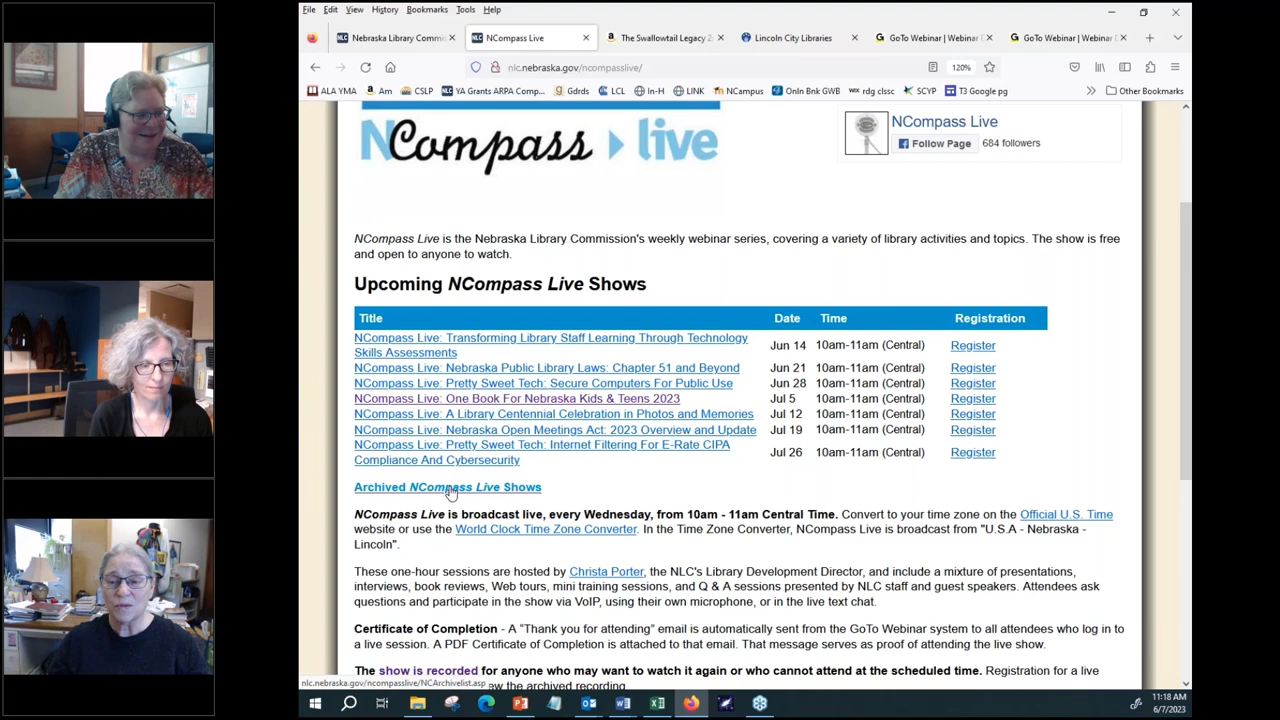 File Edit View History Bookmarks Tools Help
Nebraska Library Commis NCompass Live The Swallowtail Legacy 2: Lincoln City Libraries GoTo Webinar | Webinar GoTo Webinar | Webinar
nlc.nebraska.gov/ncompasslive/ 120%
ALA YMA Am CSLP YA Grants ARPA Comp... Gdrds LCL In-H LINK NCampus OnIn Bnk GWB rdg clssc SCYP T3 Google pg Other Bookmarks
NCompass live
NCompass Live
Follow Page 684 followers
NCompass Live is the Nebraska Library Commission's weekly webinar series, covering a variety of library activities and topics. The show is free
and open to anyone to watch.
Upcoming NCompass Live Shows
Title Date Time Registration
NCompass Live: Transforming Library Staff Learning Through Technology
Skills Assessments Jun 14 10am-11am (Central) Register
NCompass Live: Nebraska Public Library Laws: Chapter 51 and Beyond Jun 21 10am-11am (Central) Register
NCompass Live: Pretty Sweet Tech: Secure Computers For Public Use Jun 28 10am-11am (Central) Register
NCompass Live: One Book For Nebraska Kids & Teens 2023 Jul 5 10am-11am (Central) Register
NCompass Live: A Library Centennial Celebration in Photos and Memories Jul 12 10am-11am (Central) Register
NCompass Live: Nebraska Open Meetings Act: 2023 Overview and Update Jul 19 10am-11am (Central) Register
NCompass Live: Pretty Sweet Tech: Internet Filtering For E-Rate CIPA
Compliance And Cybersecurity Jul 26 10am-11am (Central) Register
Archived NCompass Live Shows
NCompass Live is broadcast live, every Wednesday, from 10am - 11am Central Time. Convert to your time zone on the Official U.S. Time
website or use the World Clock Time Zone Converter. In the Time Zone Converter, NCompass Live is broadcast from "U.S.A - Nebraska -
Lincoln".
These one-hour sessions are hosted by Christa Porter, the NLC's Library Development Director, and include a mixture of presentations,
interviews, book reviews, Web tours, mini training sessions, and Q & A sessions presented by NLC staff and guest speakers. Attendees ask
questions and participate in the show via VoIP, using their own microphone, or in the live text chat.
Certificate of Completion - A "Thank you for attending" email is automatically sent from the GoTo Webinar system to all attendees who log in to
a live session. A PDF Certificate of Completion is attached to that email. That message serves as proof of attending the live show.
The show is recorded for anyone who may want to watch it again or who cannot attend at the scheduled time. Registration for a live
nlc.nebraska.gov/ncompasslive/NCArchivelist.asp the archived recording
11:18 AM
6/7/2023